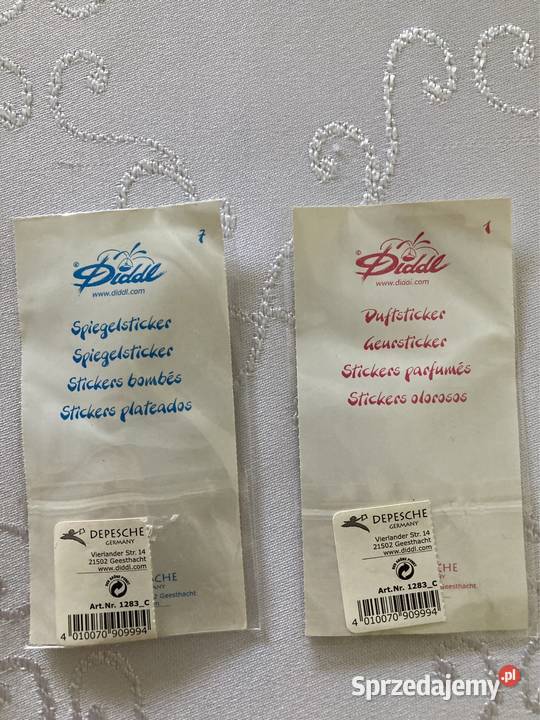 7
© Diddl
www.diddl.com
Spiegelsticker
Spiegelsticker
Stickers bombés
Stickers plateados
DEPESCHE
GERMANY
Vierlander Str. 14
21502 Geesthacht
www.diddl.com
Art.Nr. 1283_C
4 010070 909994
1
© Diddl
www.diddl.com
Duftsticker
Geursticker
Stickers parfumés
Stickers olorosos
DEPESCHE
GERMANY
Vierlander Str. 14
21502 Geesthacht
www.diddl.com
Art.Nr. 1283_C
4 010070 909994
Sprzedajemy.pl